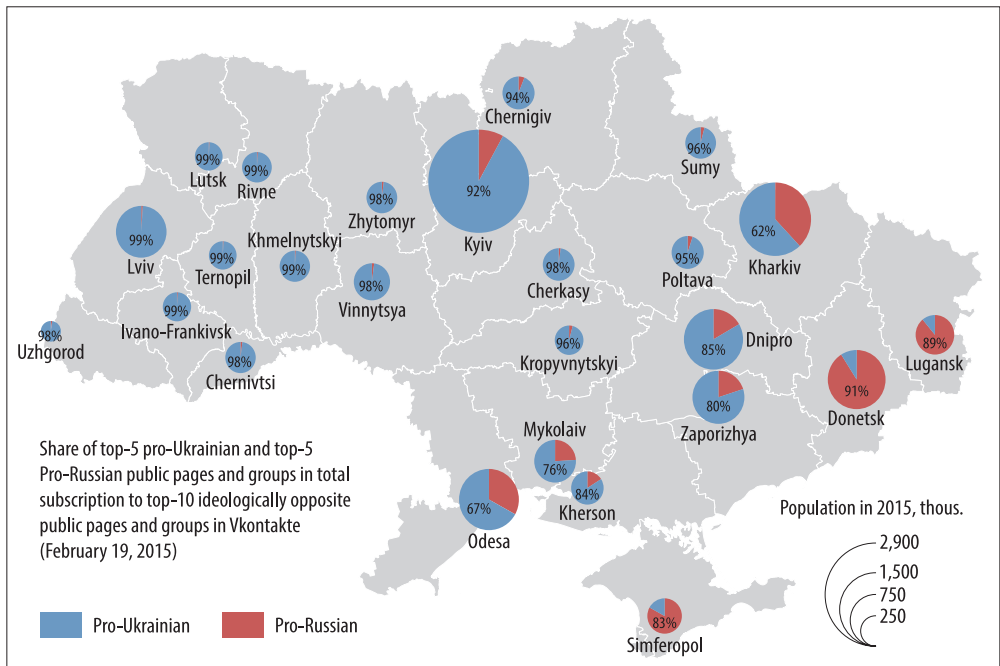 94%
Chernigiv
99%
Lutsk
99%
Rivne
96%
Sumy
98%
Zhytomyr
92%
Kyiv
62%
Kharkiv
99%
Lviv
99%
Ternopil
Khmelnytskyi
99%
98%
Vinnytsya
98%
Cherkasy
95%
Poltava
99%
Ivano-Frankivsk
98%
Uzhgorod
98%
Chernivtsi
96%
Kropyvnytskyi
85%
Dnipro
89%
Lugansk
91%
Donetsk
80%
Zaporizhya
Mykolaiv
76%
84%
Kherson
67%
Odesa
83%
Simferopol
Share of top-5 pro-Ukrainian and top-5
Pro-Russian public pages and groups in total
subscription to top-10 ideologically opposite
public pages and groups in Vkontakte
(February 19, 2015)
Pro-Ukrainian
Pro-Russian
Population in 2015, thous.
2,900
1,500
750
250